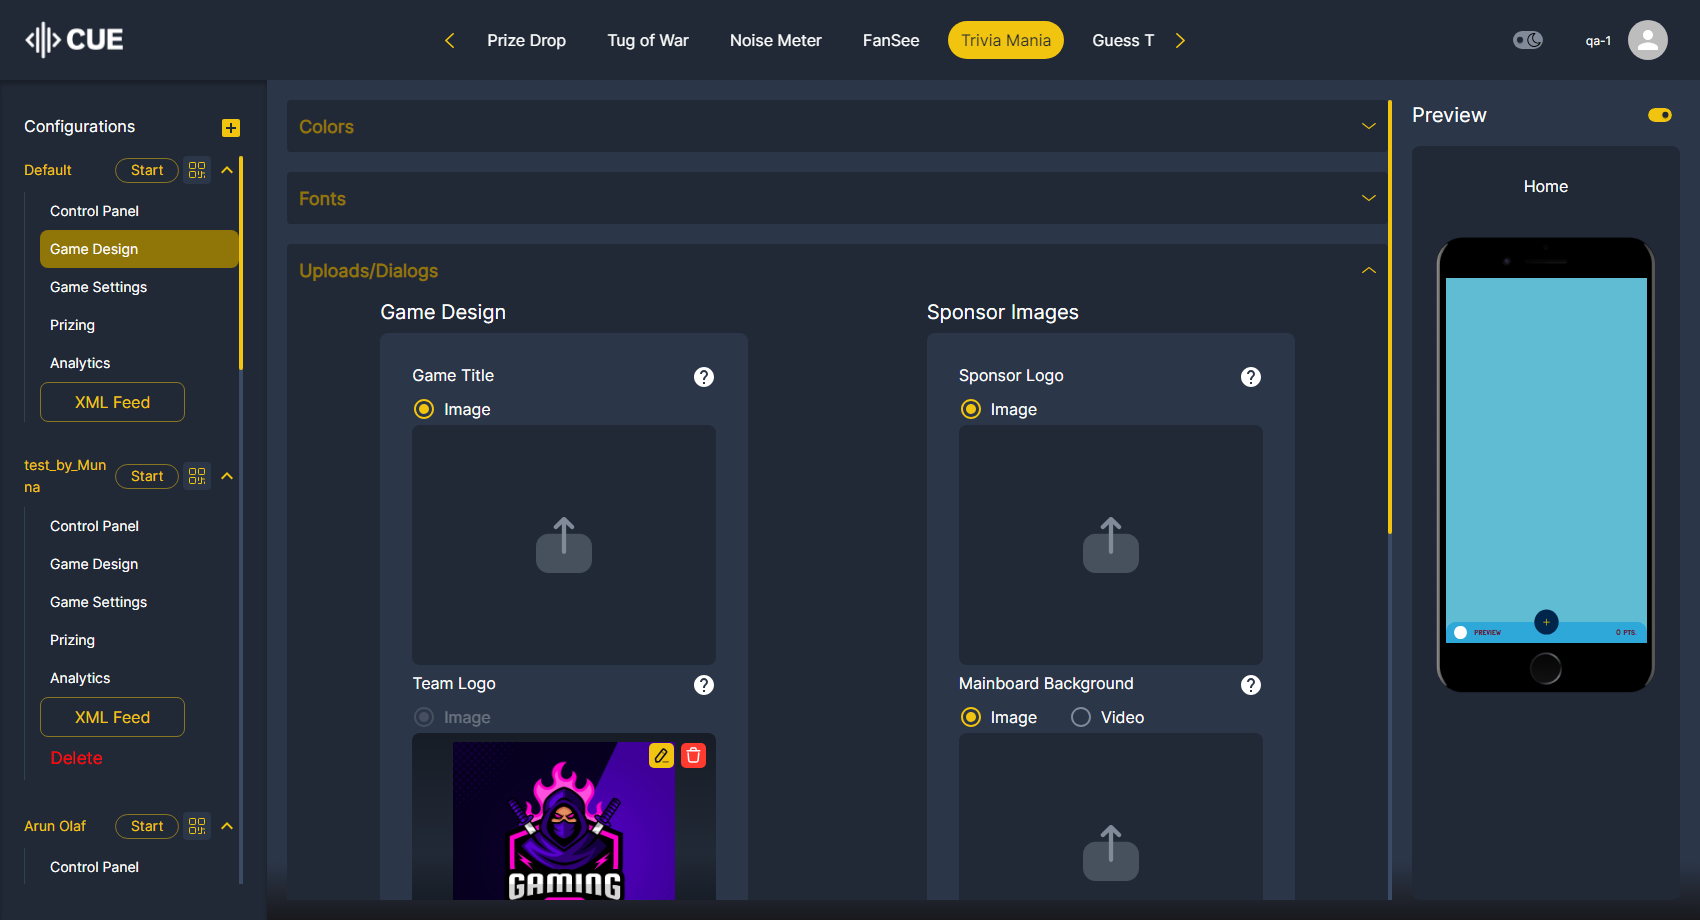 CUE
Prize Drop
Tug of War
Noise Meter
FanSee
Trivia Mania
Guess T
qa-1
Configurations
Default
Start
Control Panel
Game Design
Game Settings
Prizing
Analytics
XML Feed
test_by_Mun
na
Start
Control Panel
Game Design
Game Settings
Prizing
Analytics
XML Feed
Delete
Arun Olaf
Start
Control Panel
Colors
Fonts
Uploads/Dialogs
Game Design
Game Title
Image
Team Logo
Image
GAMING
Sponsor Images
Sponsor Logo
Image
Mainboard Background
Image
Video
Preview
Home
PREVIEW
0 PTS.